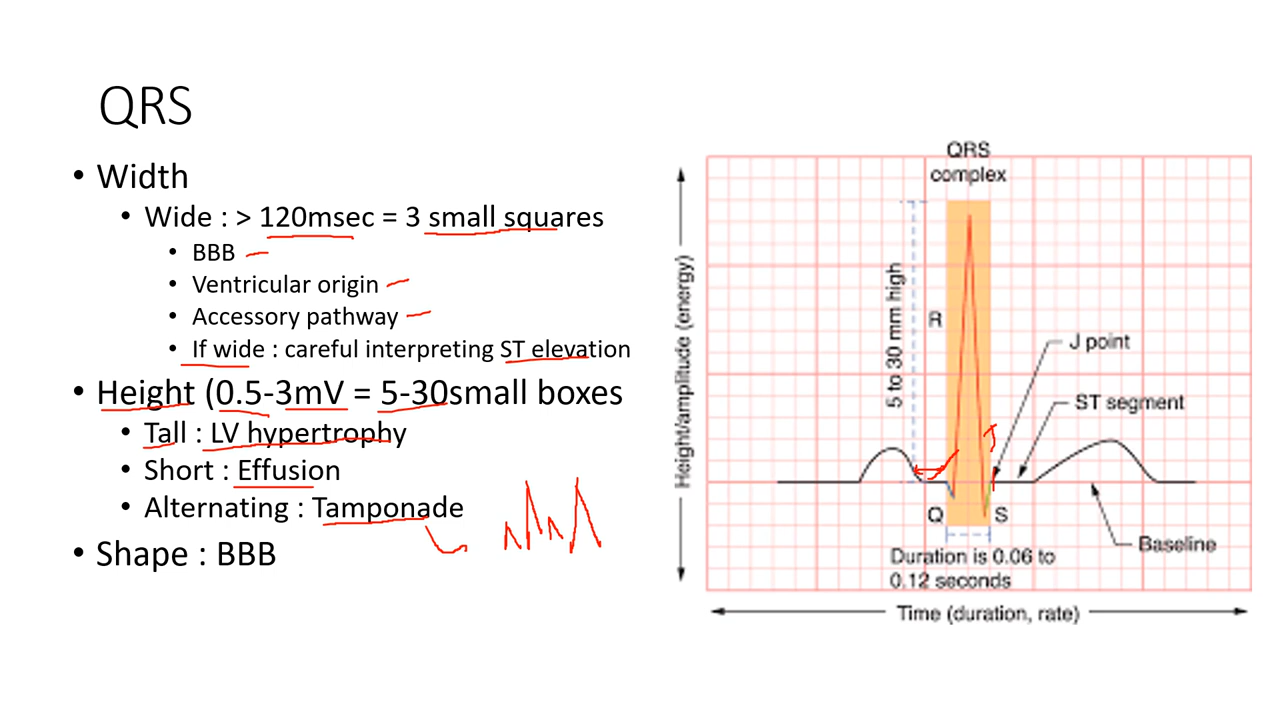 QRS
• Width
• Wide : > 120msec = 3 small squares
• BBB
• Ventricular origin
• Accessory pathway
• If wide : careful interpreting ST elevation
• Height (0.5-3mV = 5-30small boxes
• Tall : LV hypertrophy
• Short : Effusion
• Alternating : Tamponade
• Shape : BBB
QRS
complex
Height/amplitude (energy)
5 to 30 mm high
R
J point
ST segment
Q
S
Baseline
Duration is 0.06 to
0.12 seconds
Time (duration, rate)